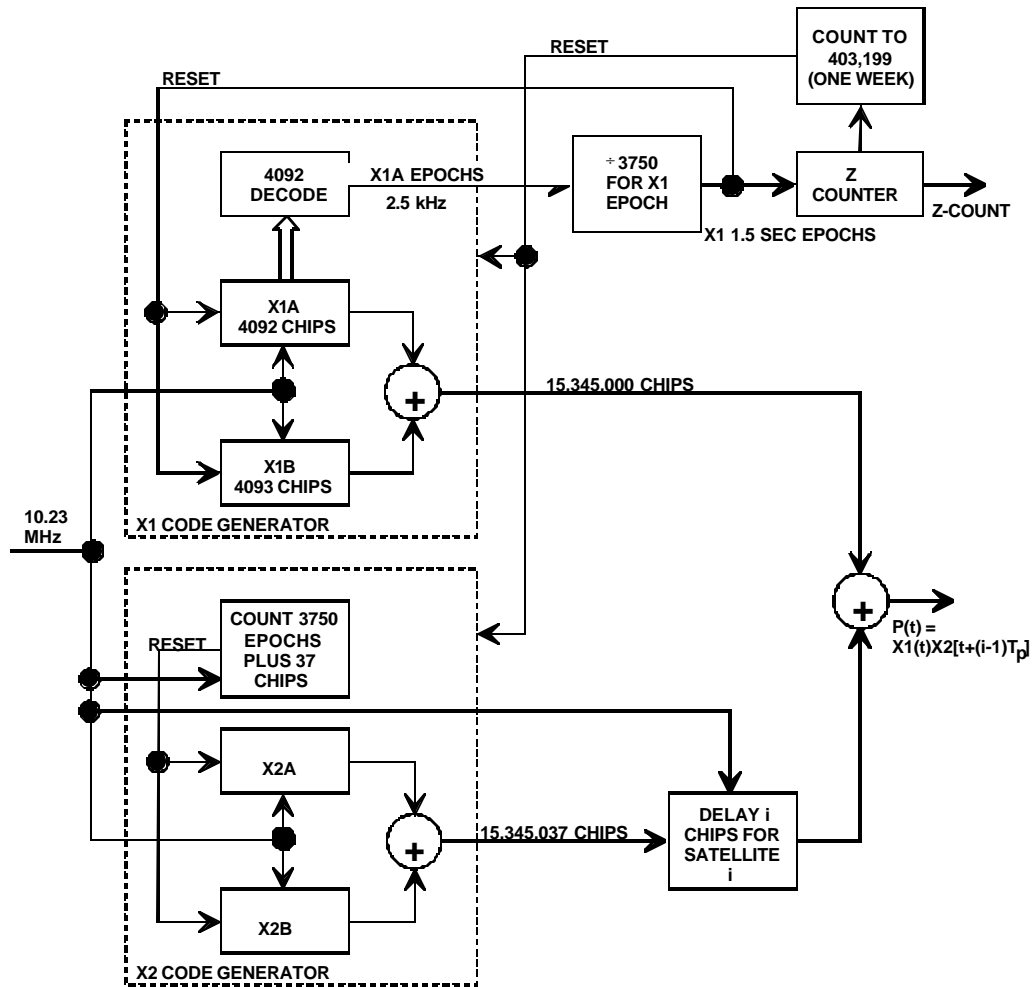 COUNT TO
403,199
(ONE WEEK)
RESET
RESET
4092
DECODE
X1A EPOCHS
2.5 kHz
÷ 3750
FOR X1
EPOCH
Z
COUNTER
Z-COUNT
X1 1.5 SEC EPOCHS
X1A
4092 CHIPS
+
15.345.000 CHIPS
X1B
4093 CHIPS
X1 CODE GENERATOR
10.23
MHz
COUNT 3750
EPOCHS
PLUS 37
CHIPS
RESET
+
P(t) =
X1(t)X2[t+(i-1)Tp]
X2A
+
15.345.037 CHIPS
DELAY i
CHIPS FOR
SATELLITE
i
X2B
X2 CODE GENERATOR